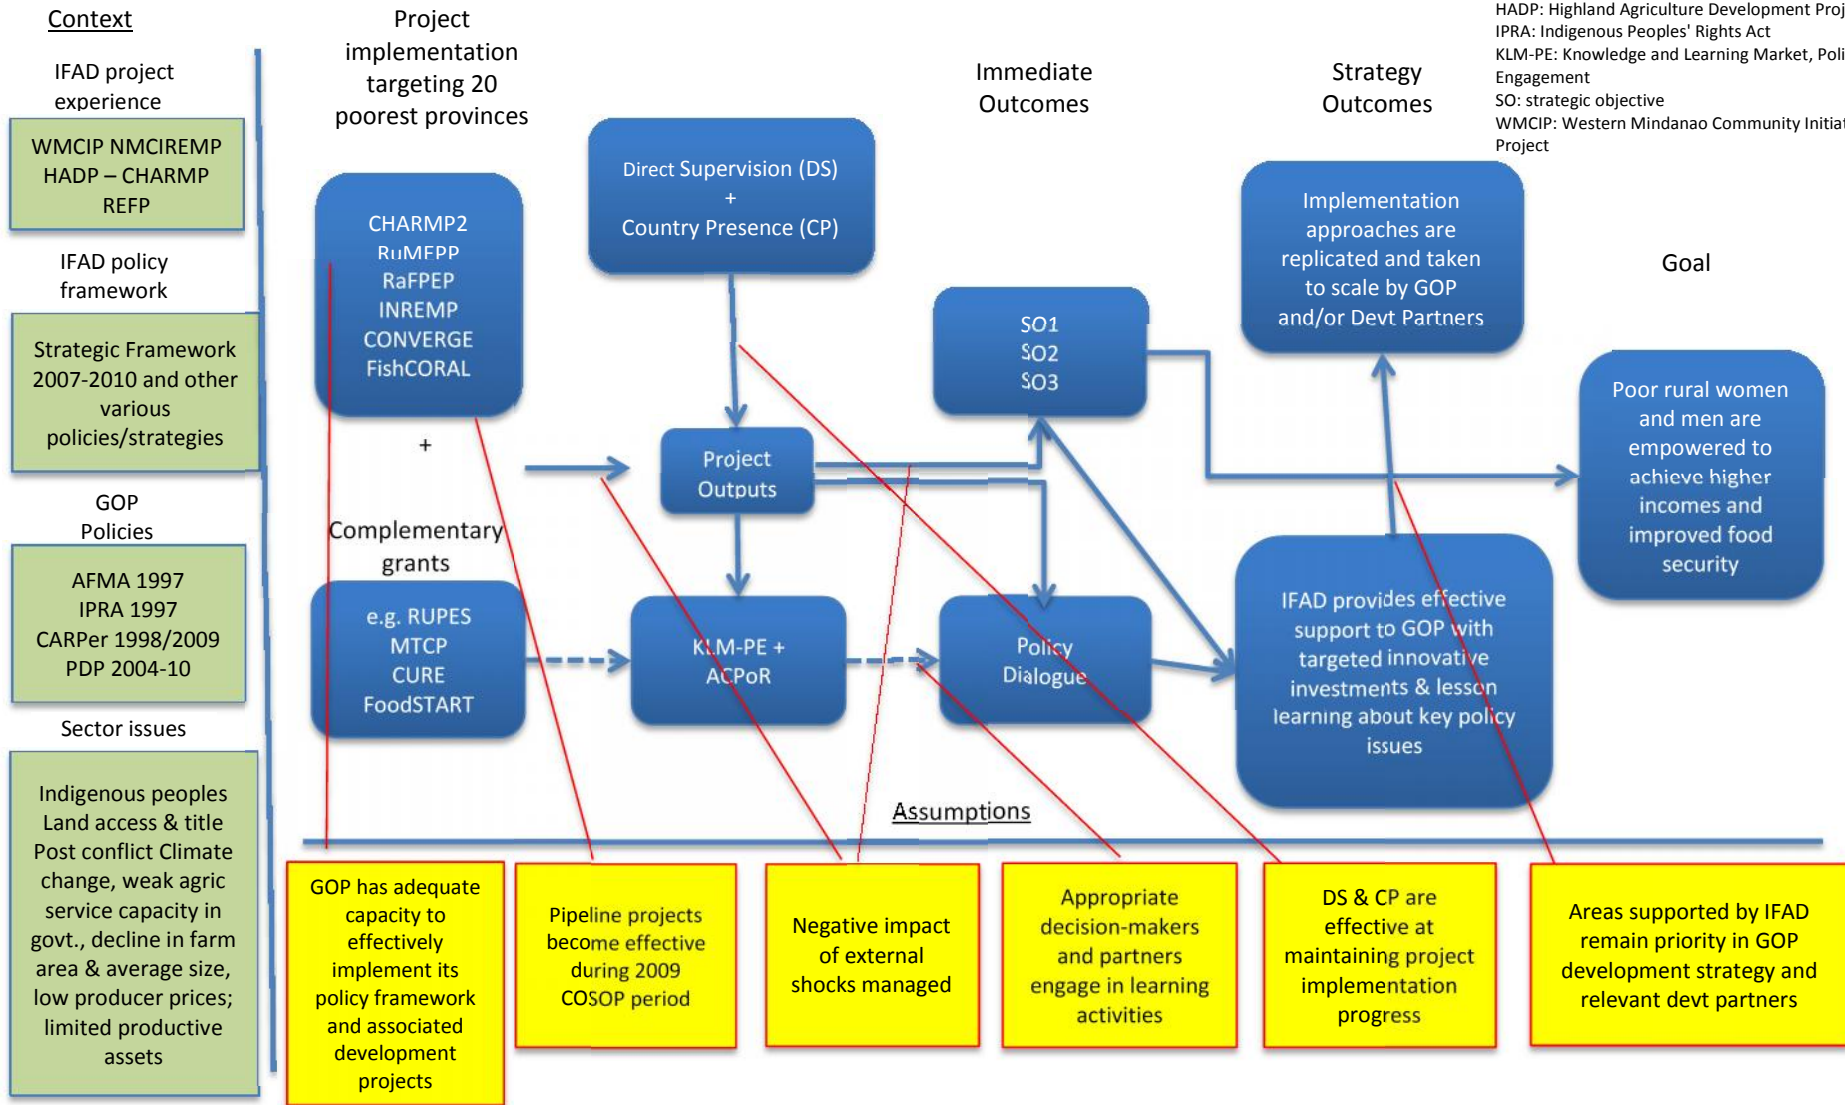 Context
IFAD project
experience
WMCIP NMCIREMP
HADP – CHARMP
REFP
IFAD policy
framework
Strategic Framework
2007-2010 and other
various
policies/strategies
GOP
Policies
AFMA 1997
IPRA 1997
CARPer 1998/2009
PDP 2004-10
Sector issues
Indigenous peoples
Land access & title
Post conflict Climate
change, weak agric
service capacity in
govt., decline in farm
area & average size,
low producer prices;
limited productive
assets
Project
implementation
targeting 20
poorest provinces
CHARMP2
RuMEPP
RaFPEP
INREMP
CONVERGE
FishCORAL
+
Complementary
grants
e.g. RUPES
MTCP
CURE
FoodSTART
Direct Supervision (DS)
+
Country Presence (CP)
Project
Outputs
KLM-PE +
ACPoR
Immediate
Outcomes
SO1
SO2
SO3
Policy
Dialogue
Strategy
Outcomes
Implementation
approaches are
replicated and taken
to scale by GOP
and/or Devt Partners
IFAD provides effective
support to GOP with
targeted innovative
investments & lesson
learning about key policy
issues
HADP: Highland Agriculture Development Proj
IPRA: Indigenous Peoples' Rights Act
KLM-PE: Knowledge and Learning Market, Poli
Engagement
SO: strategic objective
WMCIP: Western Mindanao Community Initiat
Project
Goal
Poor rural women
and men are
empowered to
achieve higher
incomes and
improved food
security
Assumptions
GOP has adequate
capacity to
effectively
implement its
policy framework
and associated
development
projects
Pipeline projects
become effective
during 2009
COSOP period
Negative impact
of external
shocks managed
Appropriate
decision-makers
and partners
engage in learning
activities
DS & CP are
effective at
maintaining project
implementation
progress
Areas supported by IFAD
remain priority in GOP
development strategy and
relevant devt partners